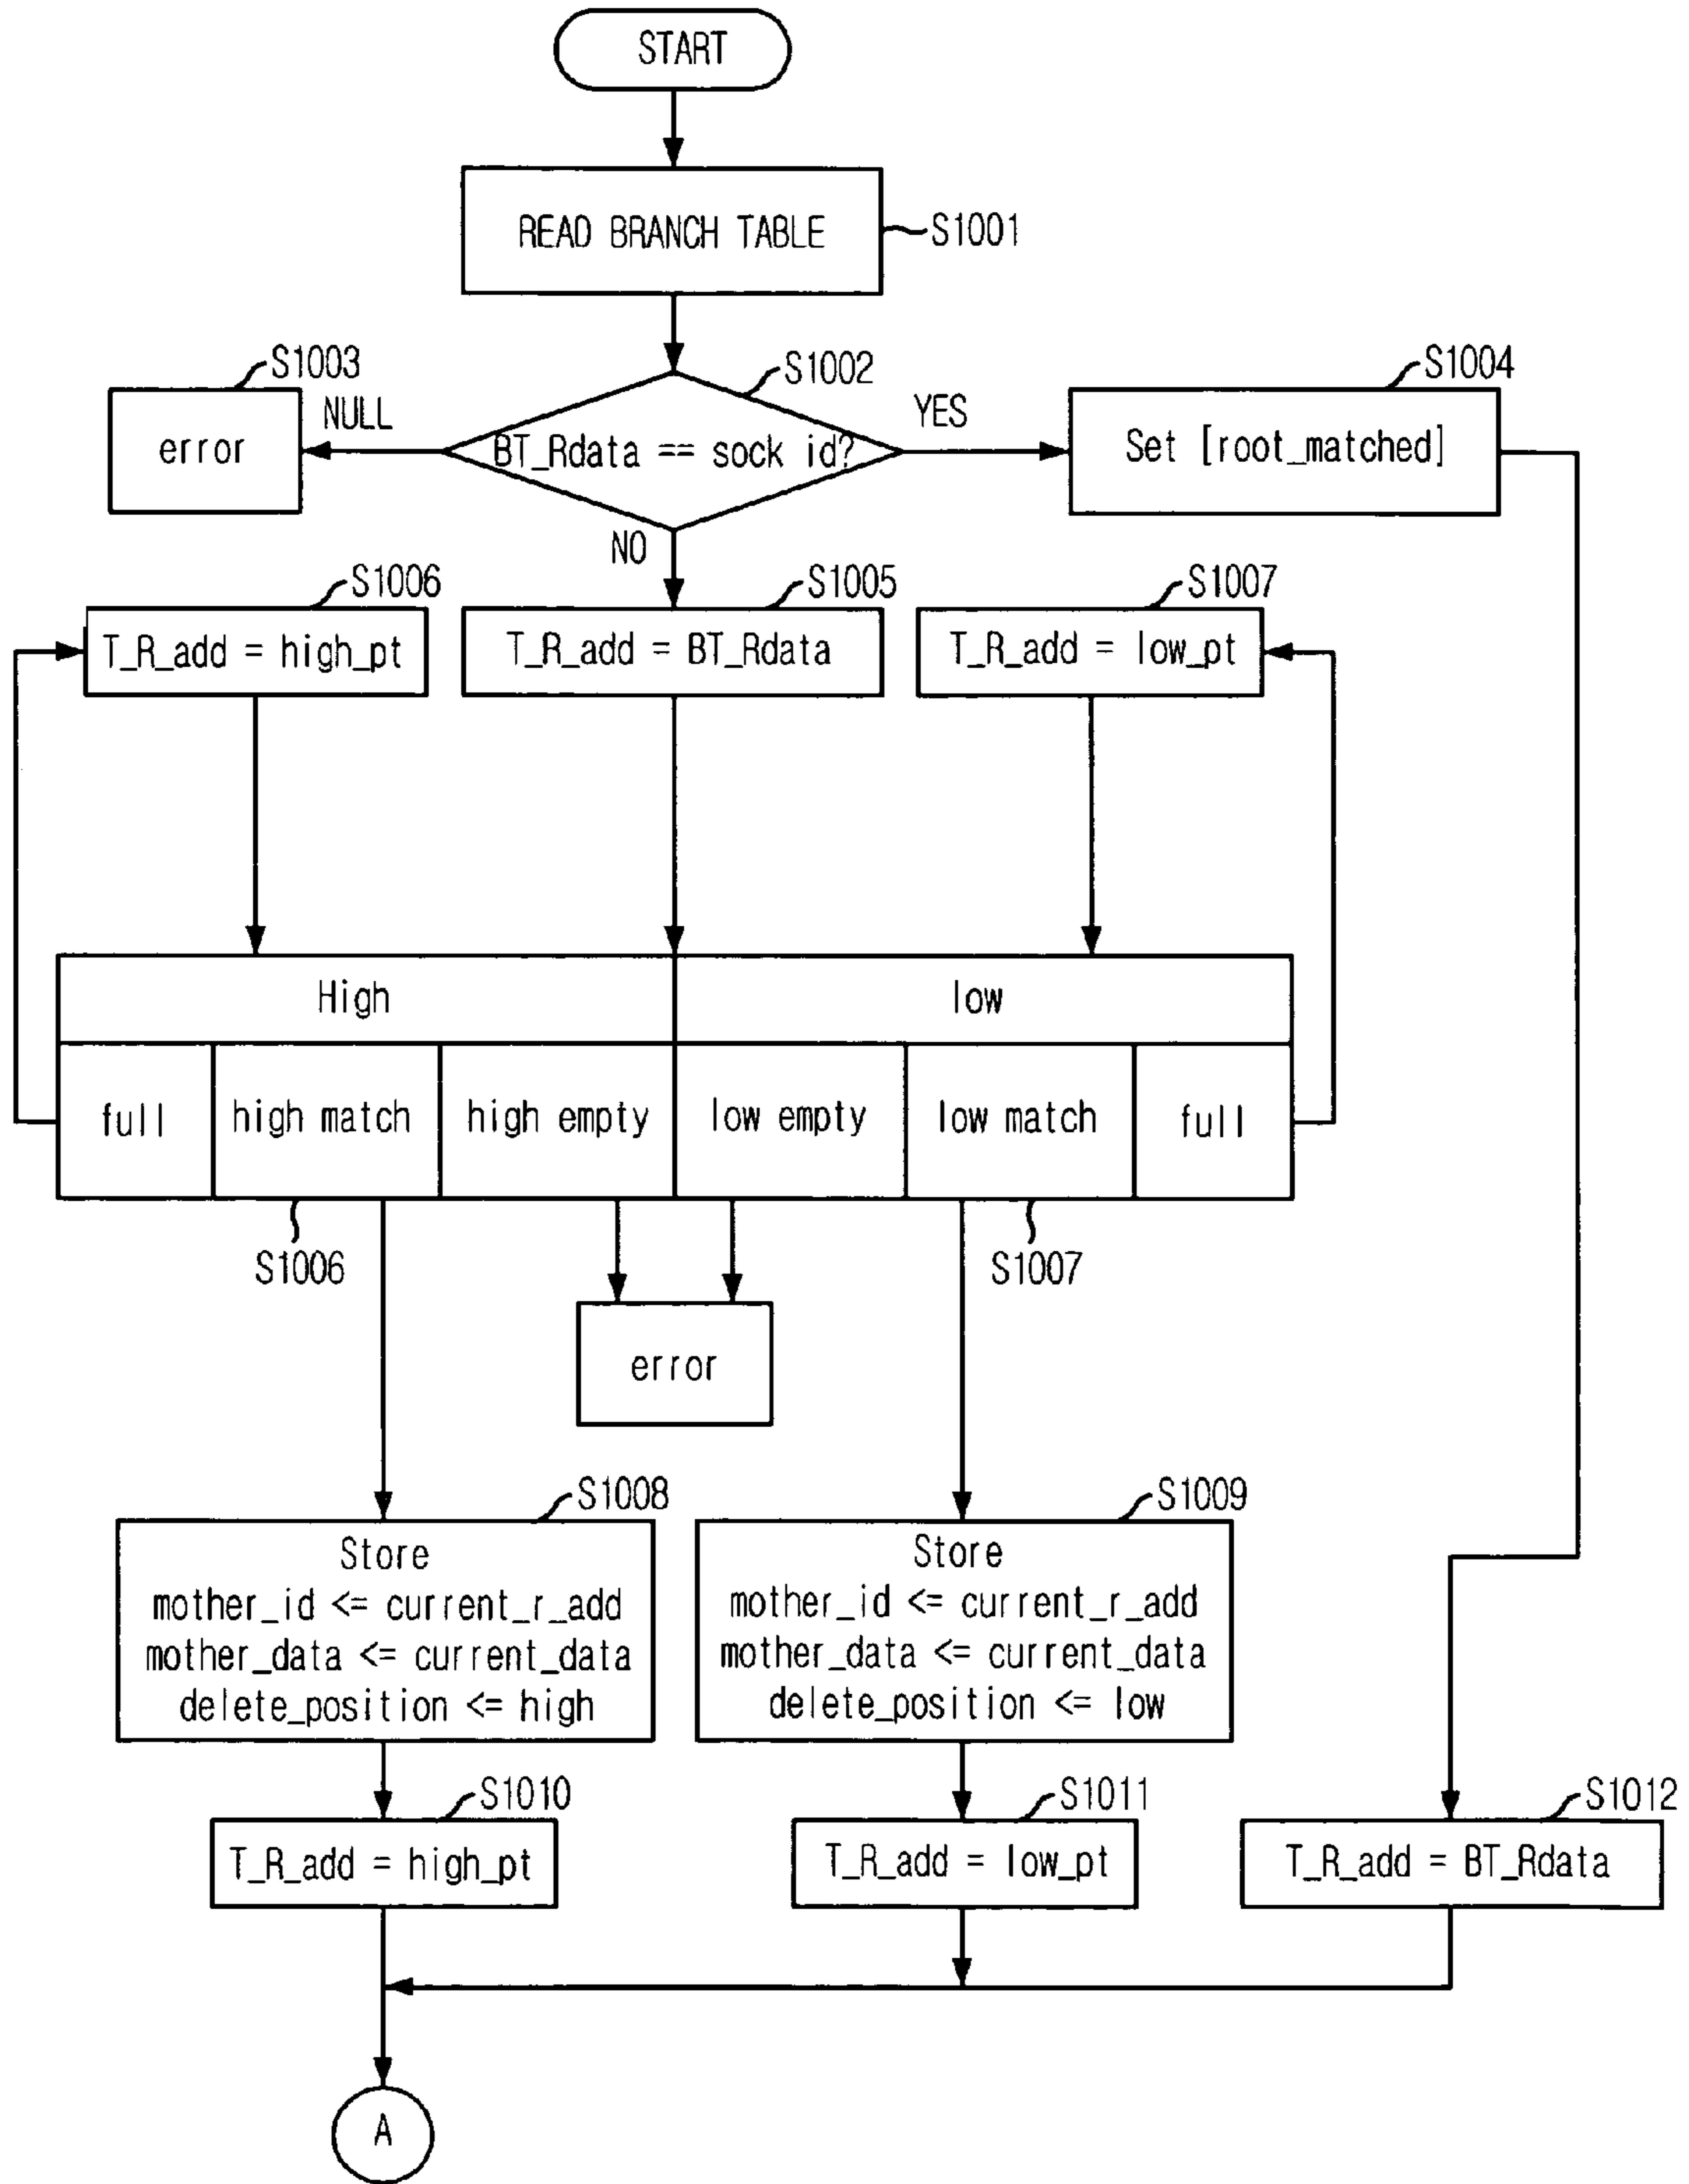 START
READ BRANCH TABLE
S1001
S1003
S1002
S1004
NULL
YES
error
BT_Rdata == sock id?
Set [root_matched]
NO
S1006
S1005
S1007
T_R_add = high_pt
T_R_add = BT_Rdata
T_R_add = low_pt
High
low
full
high match
high empty
low empty
low match
full
S1006
S1007
error
S1008
S1009
Store
mother_id <= current_r_add
mother_data <= current_data
delete_position <= high
Store
mother_id <= current_r_add
mother_data <= current_data
delete_position <= low
S1010
S1011
S1012
T_R_add = high_pt
T_R_add = low_pt
T_R_add = BT_Rdata
A